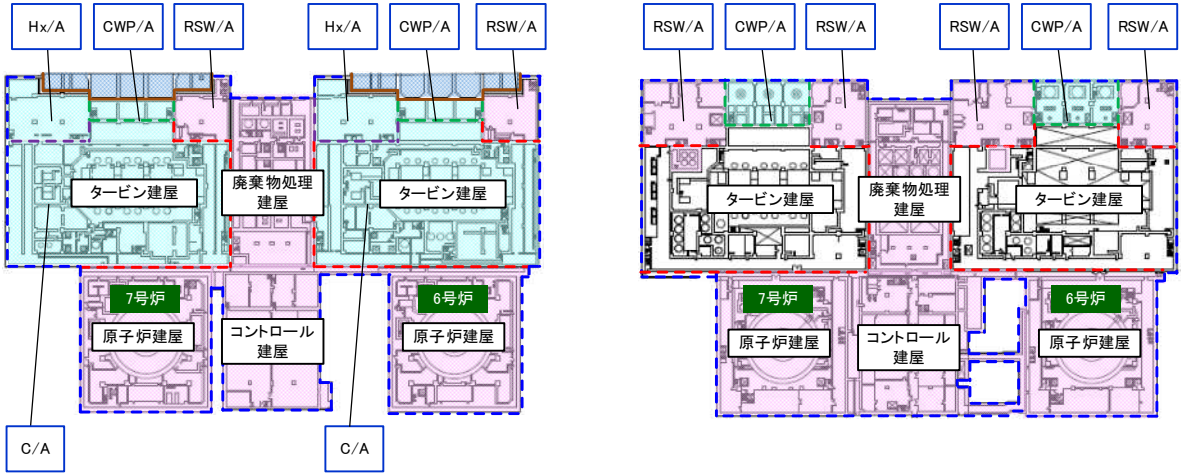 Hx/A
CWP/A
RSW/A
Hx/A
CWP/A
RSW/A
タービン建屋
廃棄物処理
建屋
タービン建屋
7号炉
6号炉
原子炉建屋
コントロール
建屋
原子炉建屋
C/A
C/A
RSW/A
CWP/A
RSW/A
RSW/A
CWP/A
RSW/A
タービン建屋
廃棄物処理
建屋
タービン建屋
7号炉
6号炉
原子炉建屋
コントロール
建屋
原子炉建屋